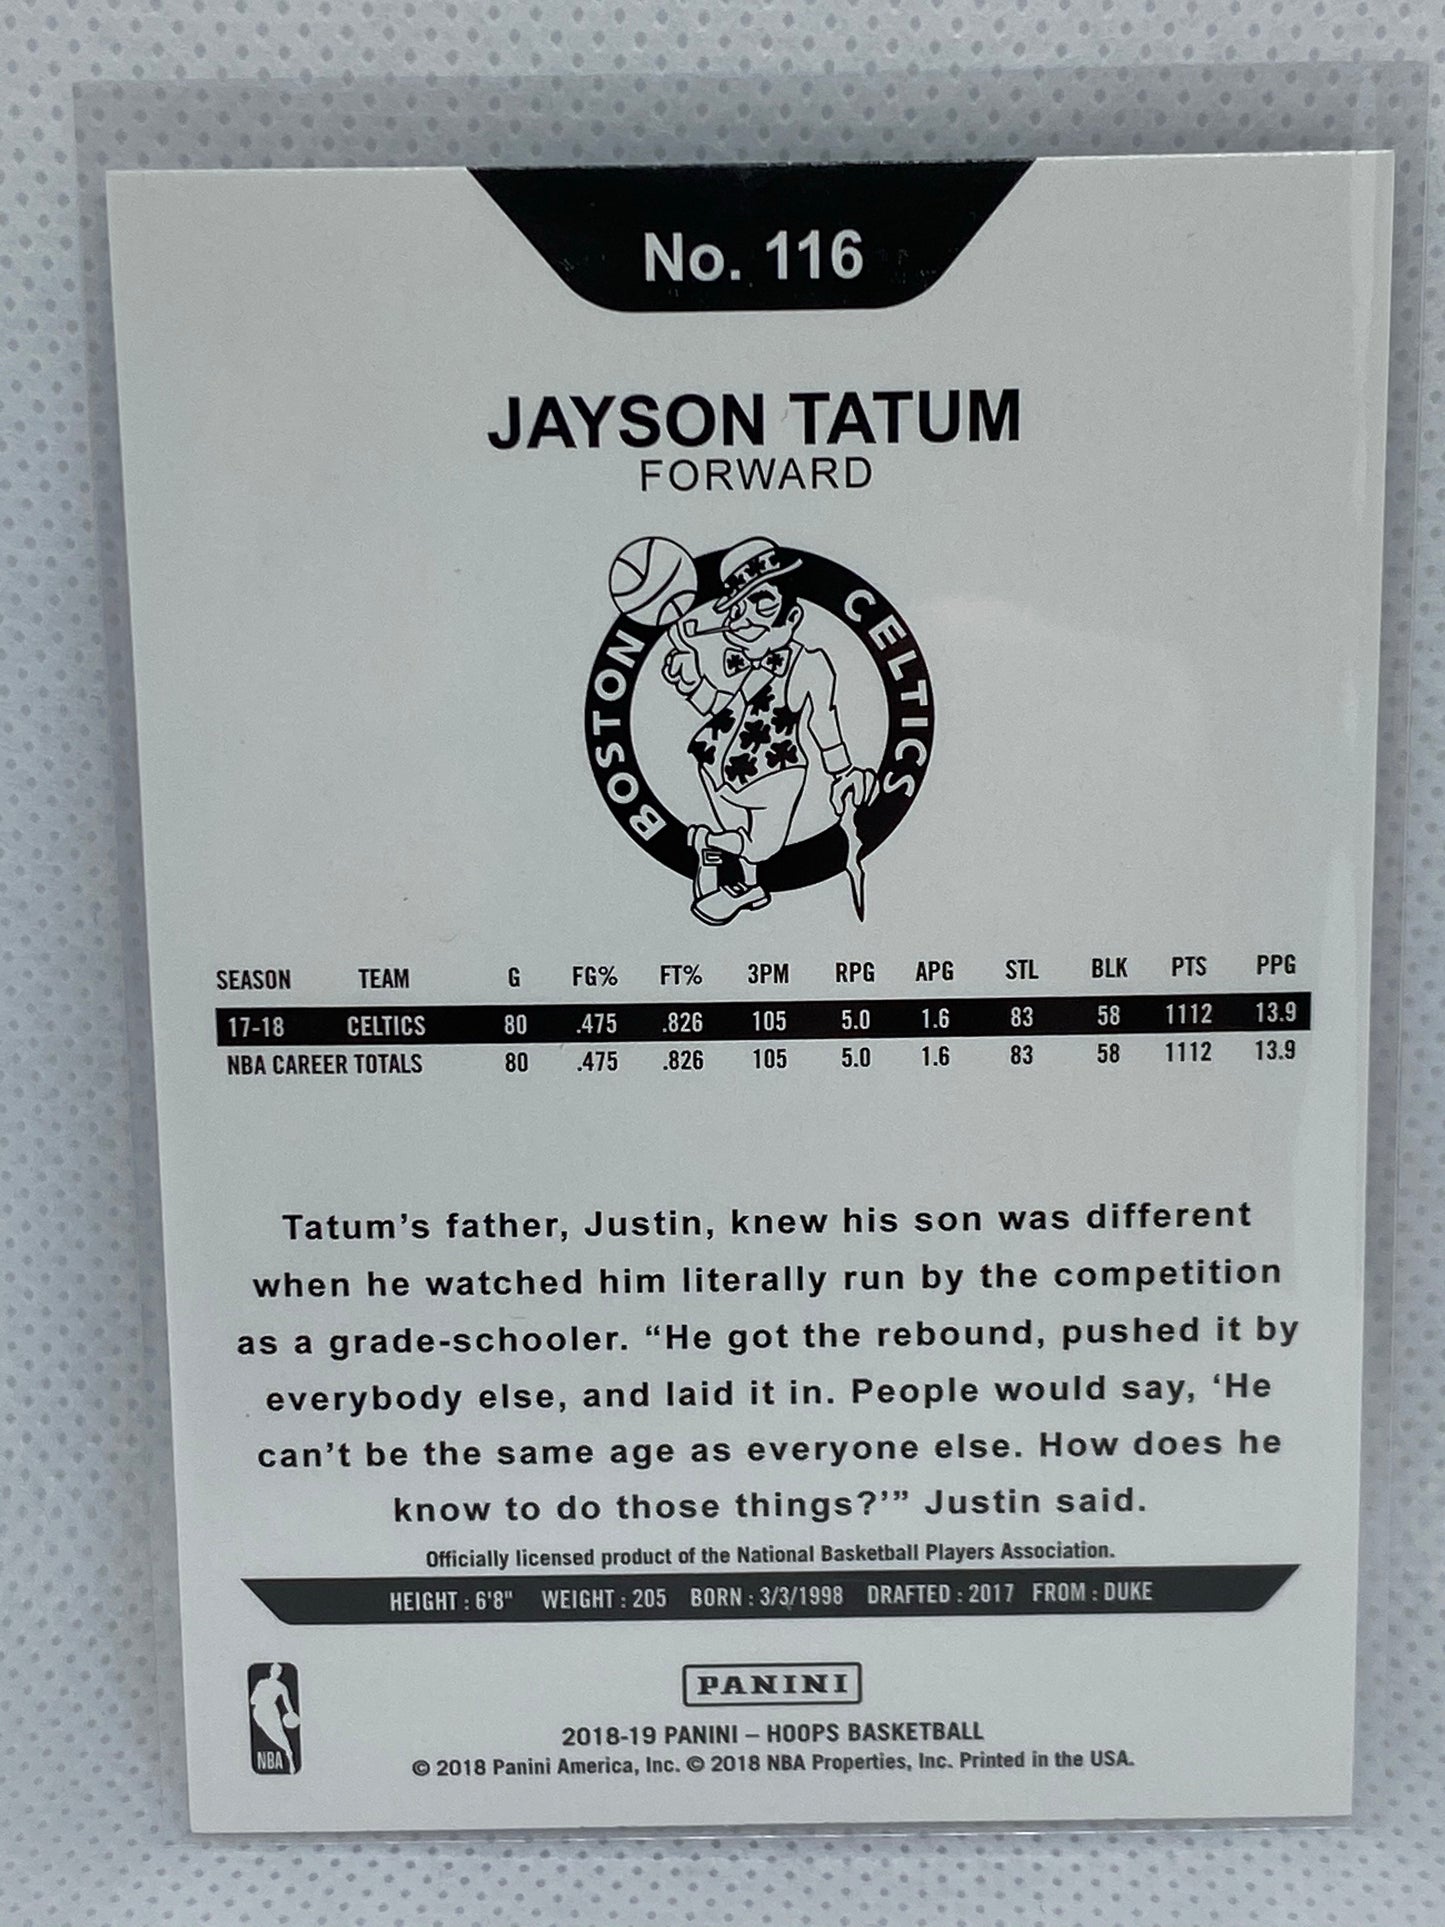 No. 116
JAYSON TATUM
FORWARD
BOSTON CELTICS
SEASON TEAM G FG% FT% 3PM RPG APG STL BLK PTS PPG
17-18 CELTICS 80 .475 .826 105 5.0 1.6 83 58 1112 13.9
NBA CAREER TOTALS 80 .475 .826 105 5.0 1.6 83 58 1112 13.9
Tatum’s father, Justin, knew his son was different
when he watched him literally run by the competition
as a grade-schooler. “He got the rebound, pushed it by
everybody else, and laid it in. People would say, ‘He
can’t be the same age as everyone else. How does he
know to do those things?’” Justin said.
Officially licensed product of the National Basketball Players Association.
HEIGHT : 6'8" WEIGHT : 205 BORN : 3/3/1998 DRAFTED : 2017 FROM : DUKE
PANINI
NBA
2018-19 PANINI – HOOPS BASKETBALL
© 2018 Panini America, Inc. © 2018 NBA Properties, Inc. Printed in the USA.